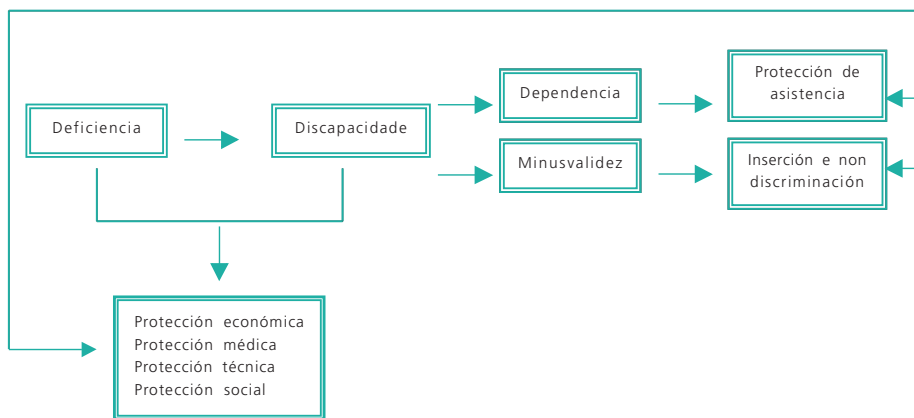 Deficiencia
Discapacidade
Dependencia
Minusvalidez
Protección de
asistencia
Inserción e non
discriminación
Protección económica
Protección médica
Protección técnica
Protección social